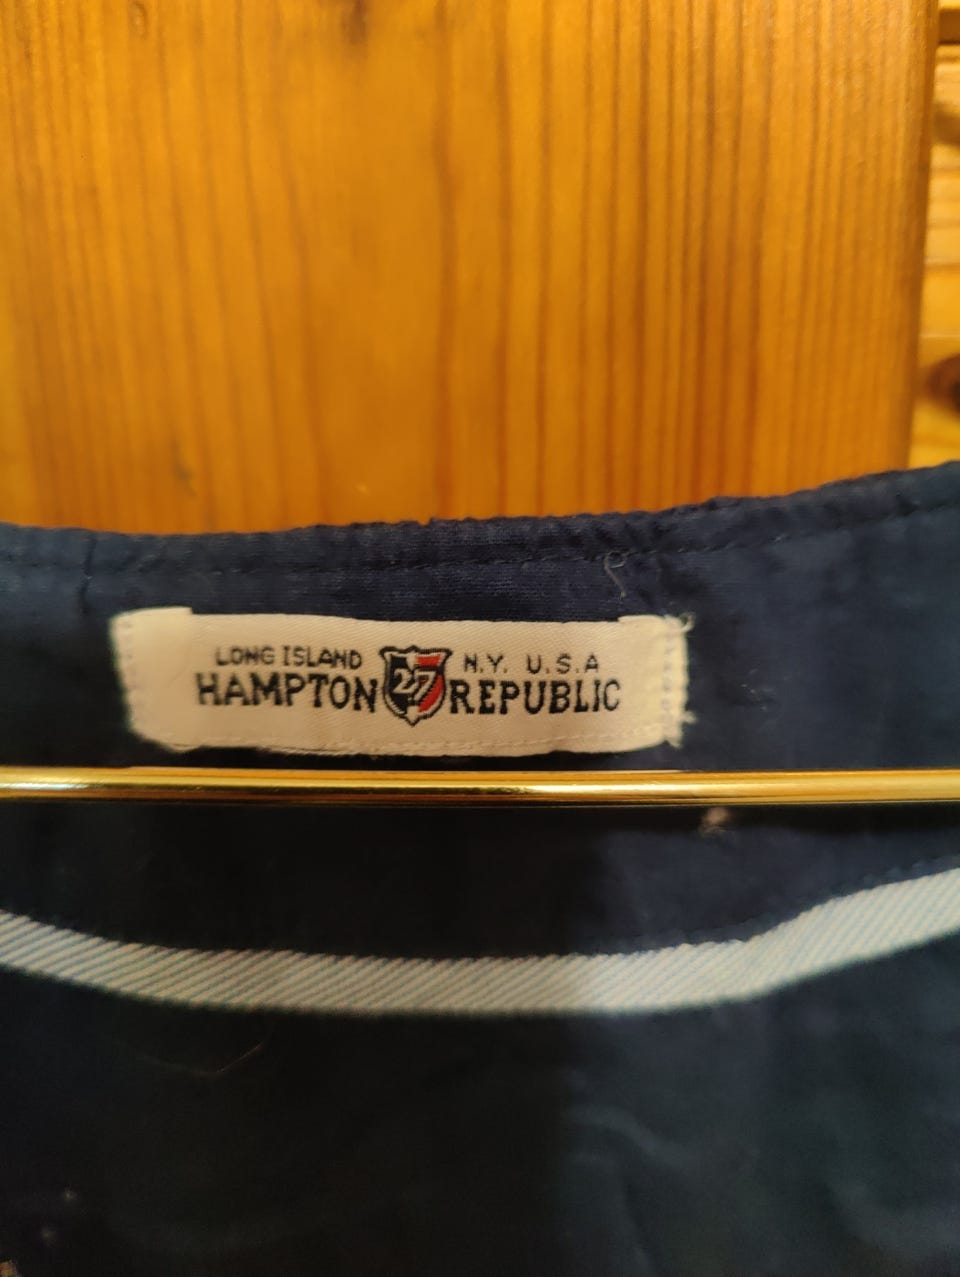 LONG ISLAND N.Y. U.S.A
HAMPTON 27 REPUBLIC